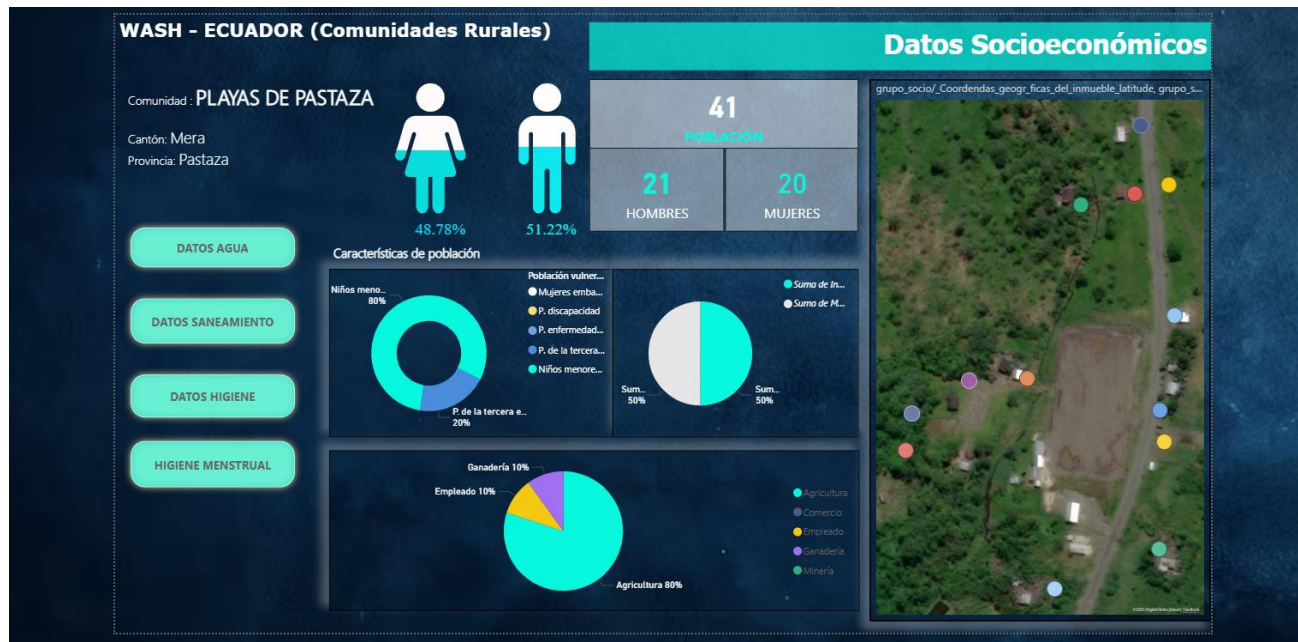 WASH - ECUADOR (Comunidades Rurales)
Datos Socioeconómicos
Comunidad : PLAYAS DE PASTAZA
Cantón: Mera
Provincia: Pastaza
48.78%
51.22%
41
POBLACIÓN
21
HOMBRES
20
MUJERES
grupo_socio/_Coordendas_geogr_ficas_del_inmueble_latitude, grupo_s...
DATOS AGUA
DATOS SANEAMIENTO
DATOS HIGIENE
HIGIENE MENSTRUAL
Características de población
Niños meno...
80%
P. de la tercera e...
20%
Población vulner...
Mujeres emba...
P. discapacidad
P. enfermedad...
P. de la tercera...
Niños menore...
Suma de In...
Suma de M...
Sum...
50%
Sum...
50%
Ganadería 10%
Empleado 10%
Agricultura 80%
Agricultura
Comercio
Empleado
Ganadería
Minería